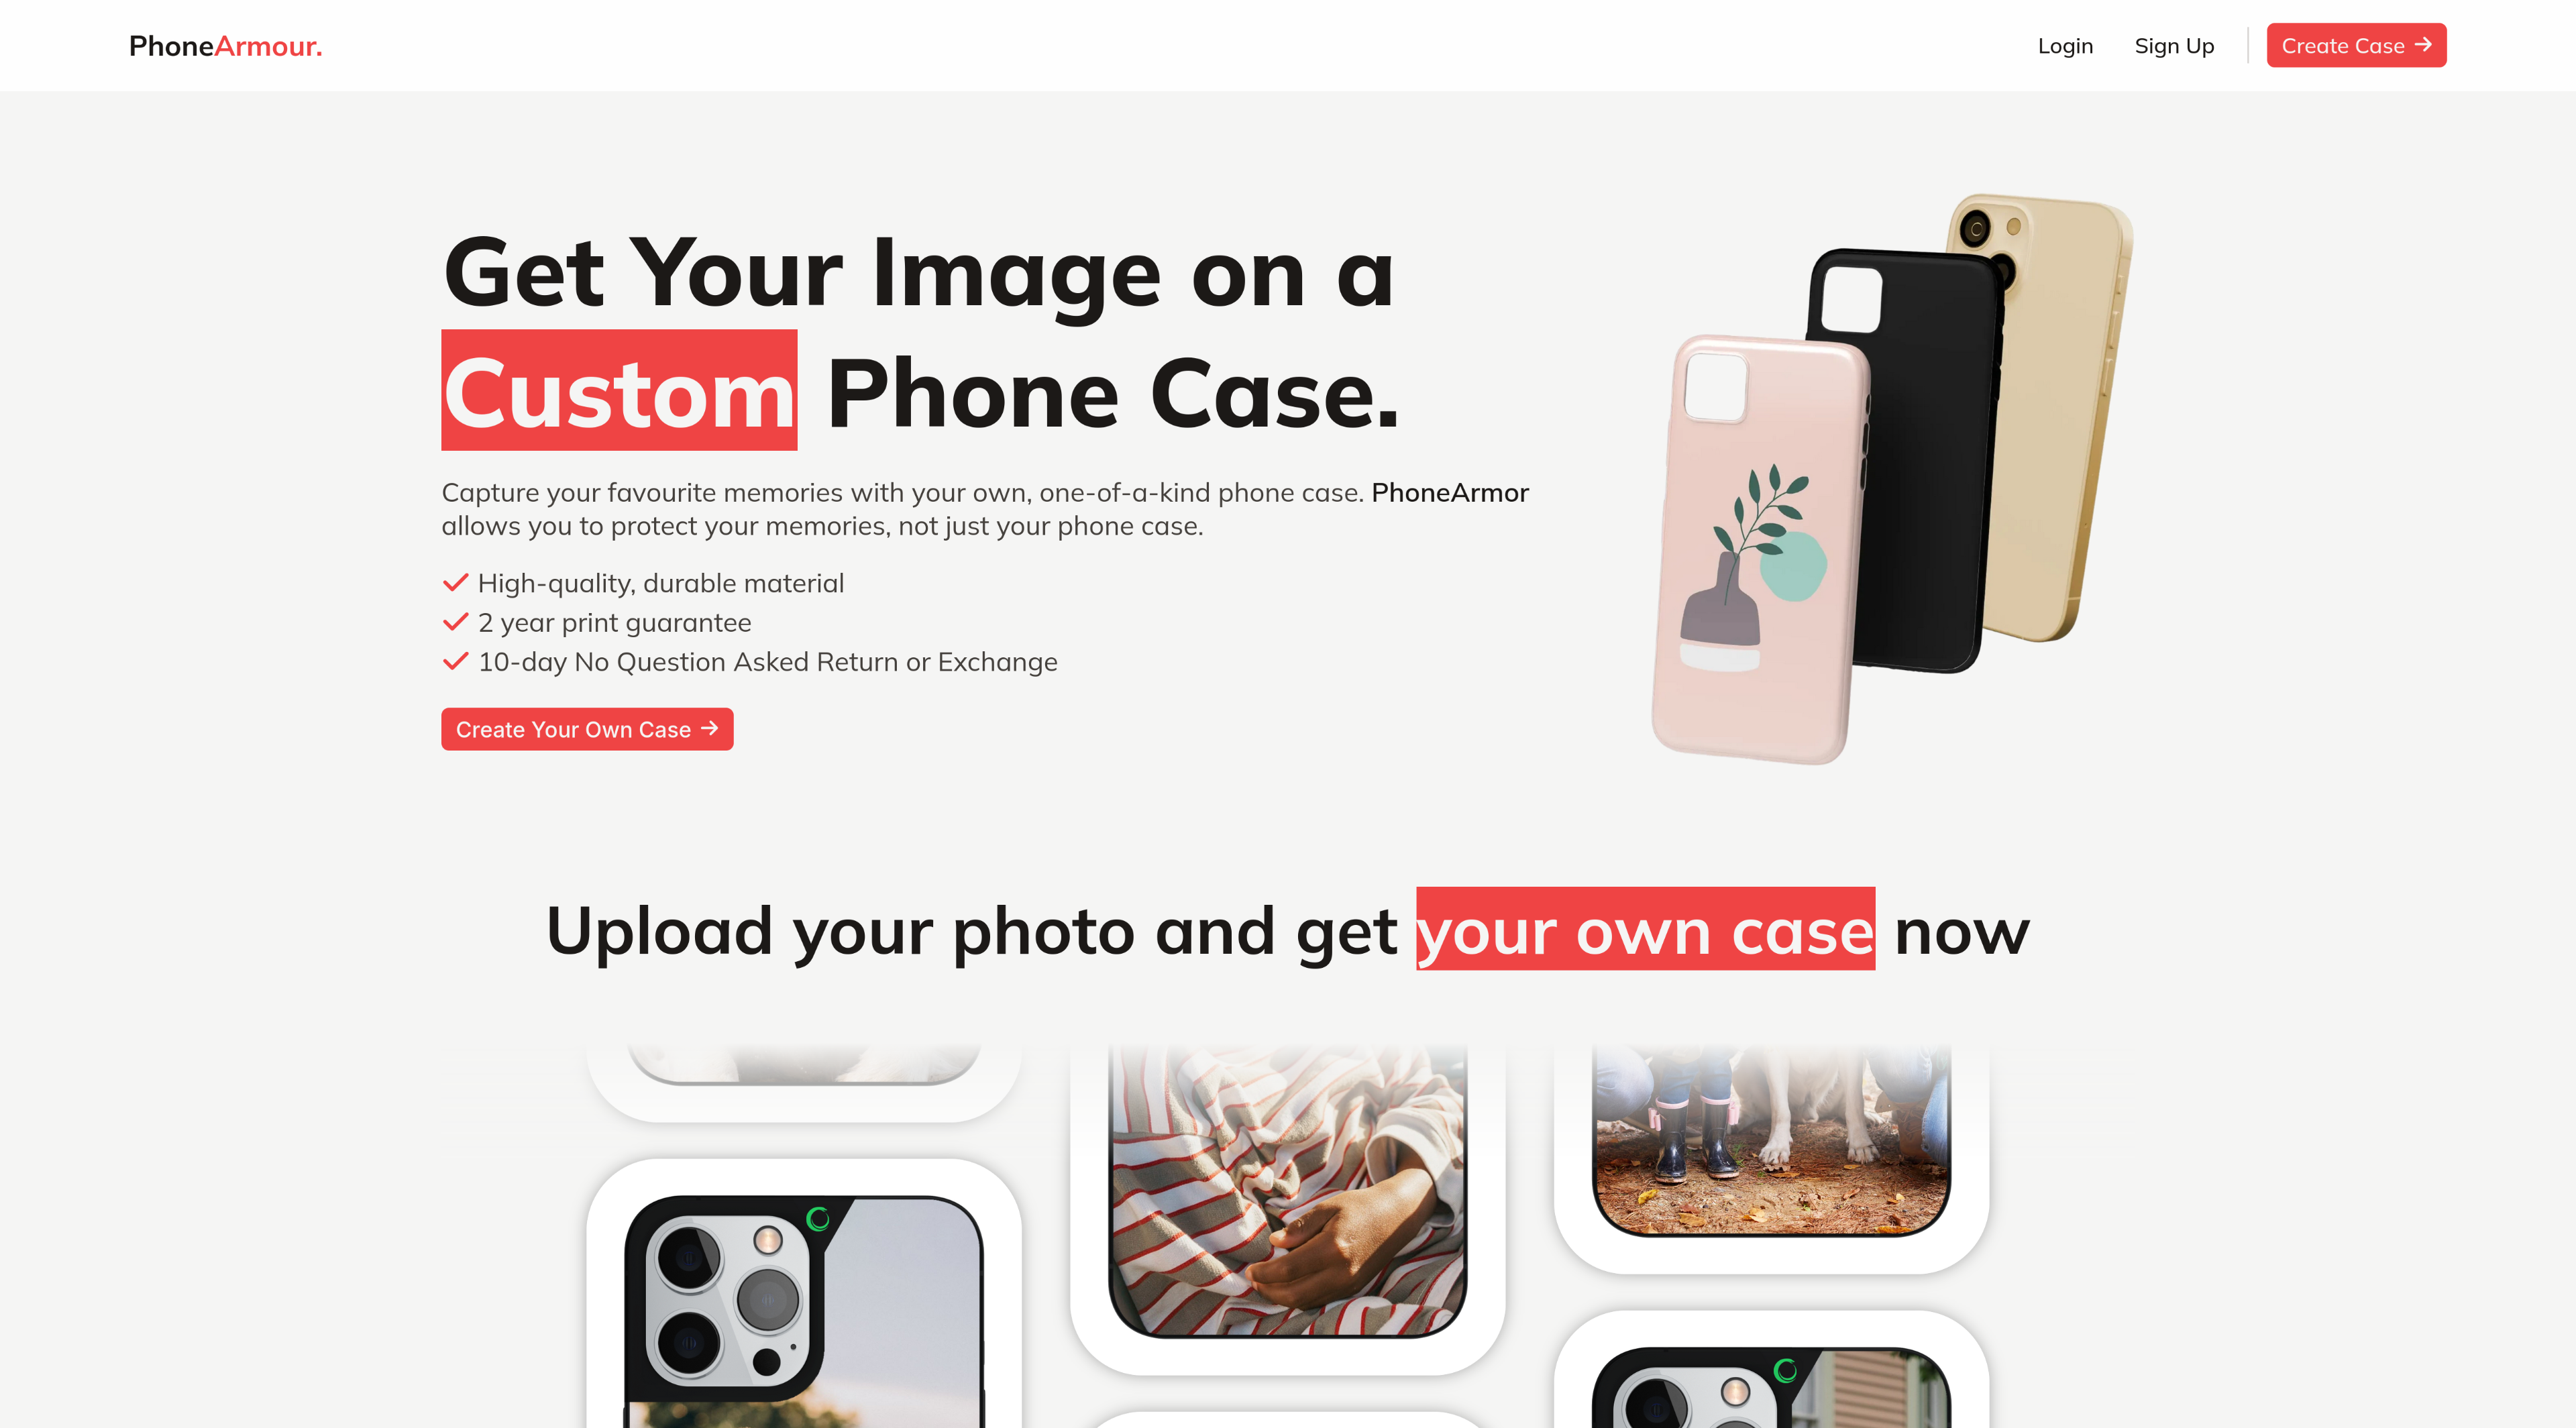 PhoneArmour.
Login
Sign Up
Create Case
Get Your Image on a
Custom Phone Case.
Capture your favourite memories with your own, one-of-a-kind phone case. PhoneArmor
allows you to protect your memories, not just your phone case.
High-quality, durable material
2 year print guarantee
10-day No Question Asked Return or Exchange
Create Your Own Case
Upload your photo and get your own case now